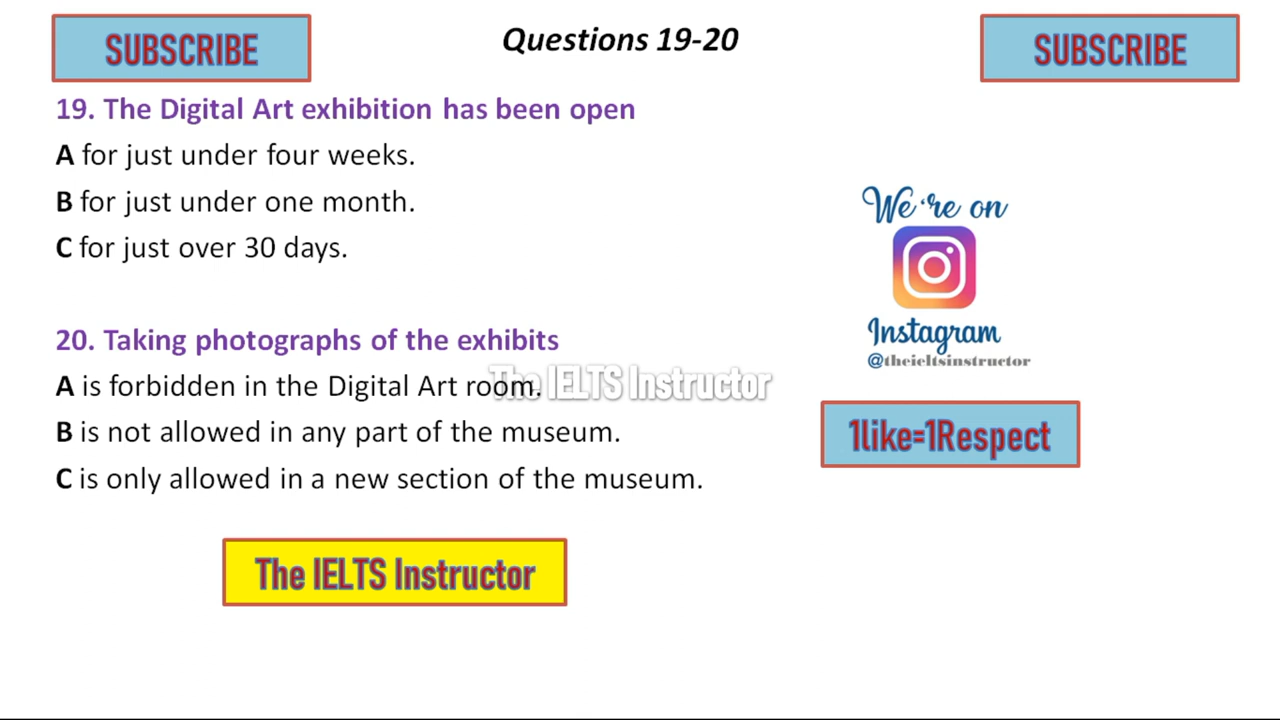 SUBSCRIBE
Questions 19-20
SUBSCRIBE
19. The Digital Art exhibition has been open
A for just under four weeks.
B for just under one month.
C for just over 30 days.
We're on
Instagram
@theieltsinstructor
20. Taking photographs of the exhibits
A is forbidden in the Digital Art room.
The IELTS Instructor
B is not allowed in any part of the museum.
1like=1Respect
C is only allowed in a new section of the museum.
The IELTS Instructor